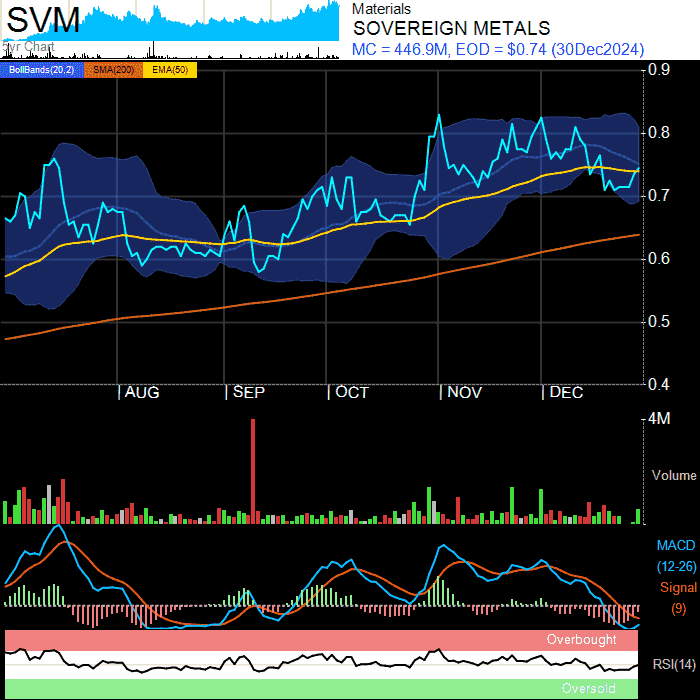 SVM
5yr Chart
Materials
SOVEREIGN METALS
MC = 446.9M, EOD = $0.74 (30Dec2024)
BollBands(20,2) SMA(200) EMA(50)
0.9
0.8
0.7
0.6
0.5
0.4
AUG SEP OCT NOV DEC
4M
Volume
MACD
(12-26)
Signal
(9)
Overbought
RSI(14)
Oversold